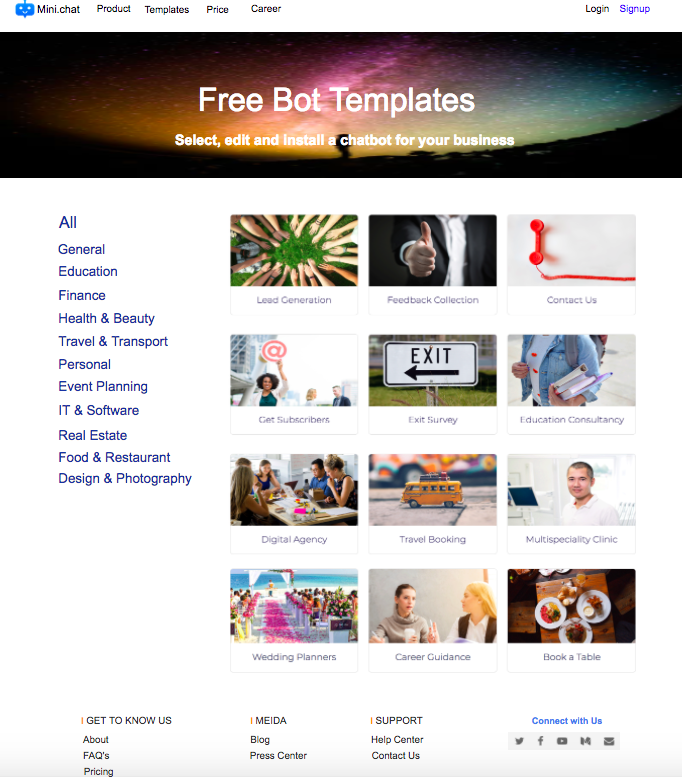 Mini.chat Product Templates Price Career Login Signup
Free Bot Templates
Select, edit and install a chatbot for your business
All
General
Education
Finance
Health & Beauty
Travel & Transport
Personal
Event Planning
IT & Software
Real Estate
Food & Restaurant
Design & Photography
Lead Generation
Feedback Collection
Contact Us
@
EXIT
Get Subscribers
Exit Survey
Education Consultancy
Digital Agency
Travel Booking
Multispeciality Clinic
Wedding Planners
Career Guidance
Book a Table
| GET TO KNOW US
About
FAQ's
Pricing
| MEIDA
Blog
Press Center
| SUPPORT
Help Center
Contact Us
Connect with Us